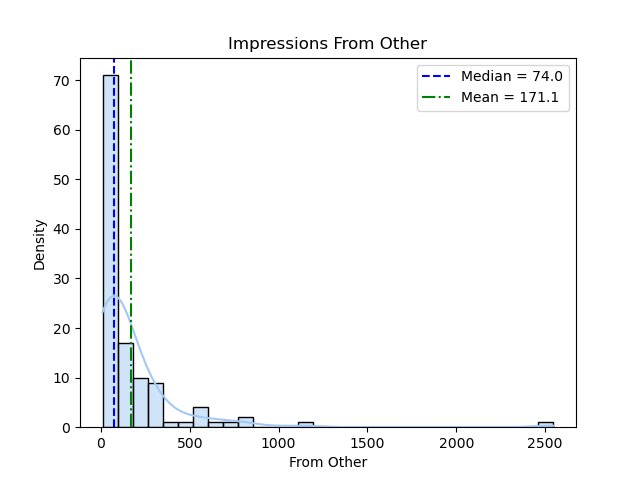 Impressions From Other
Median = 74.0
Mean = 171.1
Density
70
60
50
40
30
20
10
0
0 500 1000 1500 2000 2500
From Other